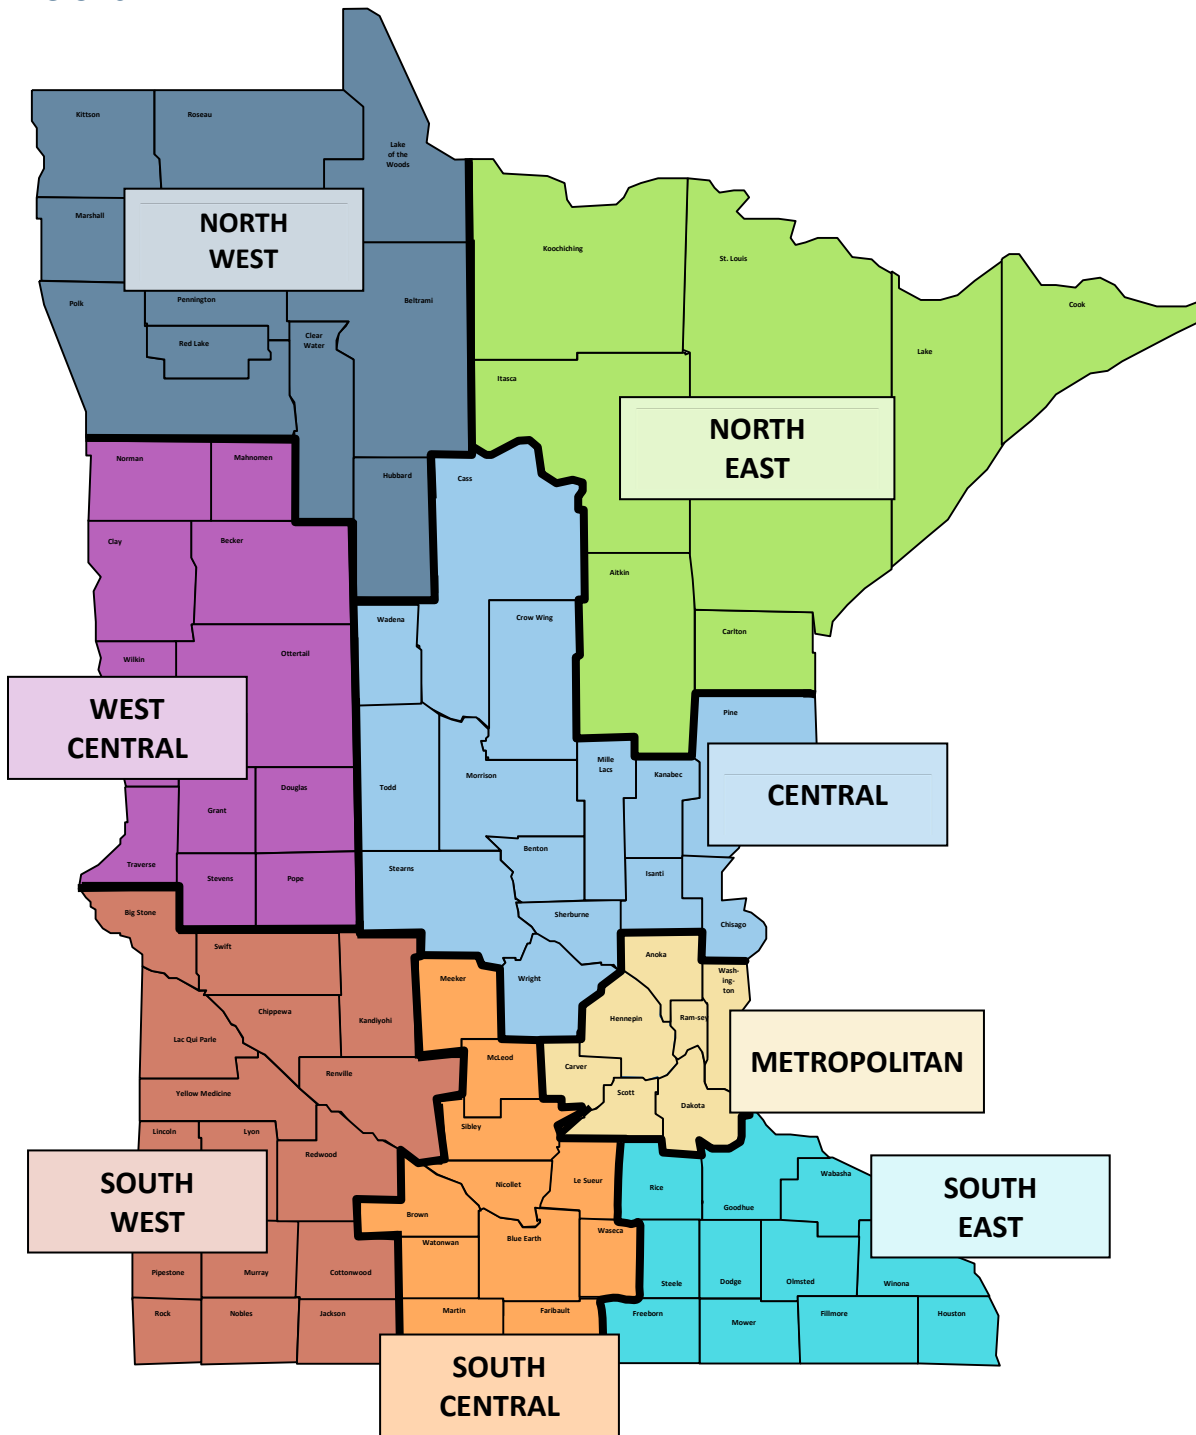 Kittson
Roseau
Lake
of the
Woods
Marshall
NORTH
WEST
Koochiching
St. Louis
Polk
Pennington
Beltrami
Cook
Red Lake
Clear
Water
Lake
Itasca
NORTH
EAST
Norman
Mahnomen
Hubbard
Cass
Clay
Becker
Aitkin
Wadena
Crow Wing
Carlton
Wilkin
Ottertail
WEST
CENTRAL
Pine
Mille
Lacs
Kanabec
Morrison
Todd
Douglas
Grant
CENTRAL
Benton
Traverse
Stevens
Pope
Stearns
Isanti
Big Stone
Sherburne
Chisago
Swift
Meeker
Wright
Anoka
Wash-
ing-
ton
Chippewa
Kandiyohi
Hennepin
Ram-sey
Lac Qui Parle
McLeod
Carver
METROPOLITAN
Renville
Yellow Medicine
Scott
Dakota
Lincoln
Lyon
Redwood
Sibley
SOUTH
WEST
Nicollet
Le Sueur
Rice
Wabasha
SOUTH
EAST
Brown
Goodhue
Watonwan
Blue Earth
Waseca
Pipestone
Murray
Cottonwood
Steele
Dodge
Olmsted
Winona
Rock
Nobles
Jackson
Martin
Faribault
Freeborn
Mower
Fillmore
Houston
SOUTH
CENTRAL